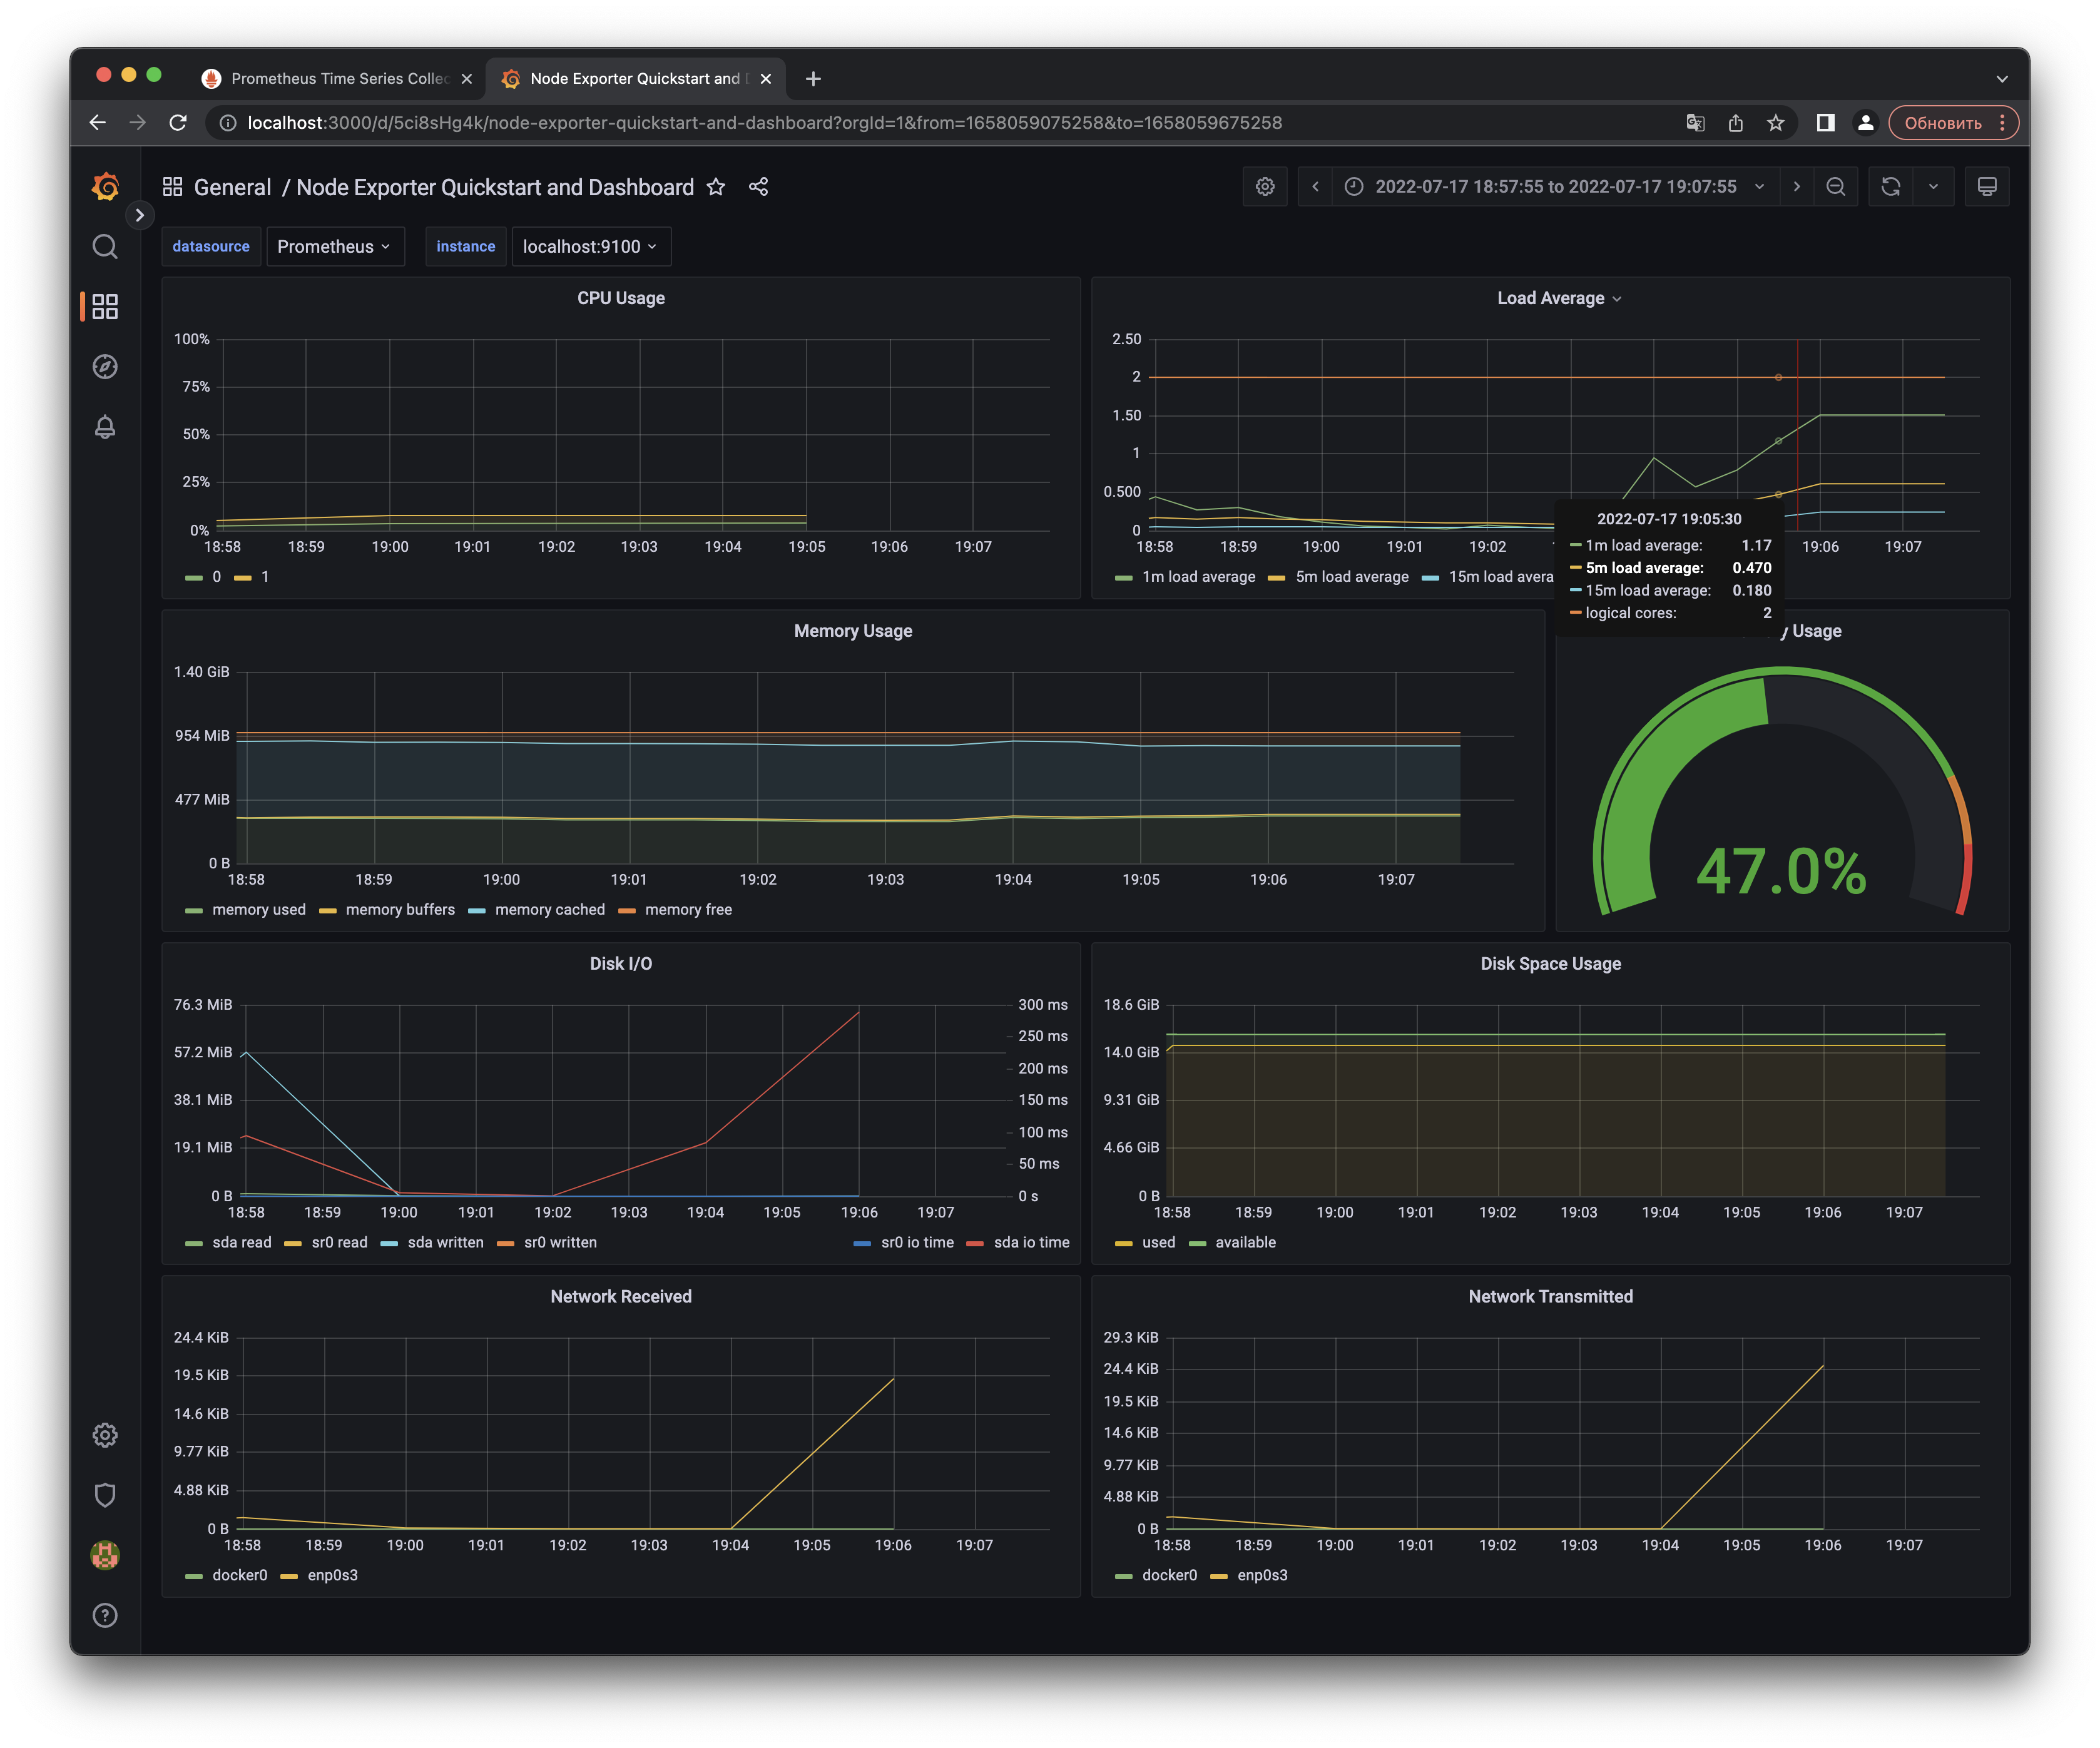 Prometheus Time Series Collec
Node Exporter Quickstart and D
localhost:3000/d/5ci8sHg4k/node-exporter-quickstart-and-dashboard?orgId=1&from=1658059075258&to=1658059675258
Обновить
General / Node Exporter Quickstart and Dashboard
2022-07-17 18:57:55 to 2022-07-17 19:07:55
datasource Prometheus instance localhost:9100
CPU Usage
100%
75%
50%
25%
0%
18:58 18:59 19:00 19:01 19:02 19:03 19:04 19:05 19:06 19:07
0 1
Load Average
2.50
2
1.50
1
0.500
0
18:58 18:59 19:00 19:01 19:02 19:06 19:07
1m load average 5m load average 15m load avera
2022-07-17 19:05:30
1m load average: 1.17
5m load average: 0.470
15m load average: 0.180
logical cores: 2
Memory Usage
1.40 GiB
954 MiB
477 MiB
0 B
18:58 18:59 19:00 19:01 19:02 19:03 19:04 19:05 19:06 19:07
memory used memory buffers memory cached memory free
y Usage
47.0%
Disk I/O
76.3 MiB
57.2 MiB
38.1 MiB
19.1 MiB
0 B
300 ms
250 ms
200 ms
150 ms
100 ms
50 ms
0 s
18:58 18:59 19:00 19:01 19:02 19:03 19:04 19:05 19:06 19:07
sda read sr0 read sda written sr0 written sr0 io time sda io time
Disk Space Usage
18.6 GiB
14.0 GiB
9.31 GiB
4.66 GiB
0 B
18:58 18:59 19:00 19:01 19:02 19:03 19:04 19:05 19:06 19:07
used available
Network Received
24.4 KiB
19.5 KiB
14.6 KiB
9.77 KiB
4.88 KiB
0 B
18:58 18:59 19:00 19:01 19:02 19:03 19:04 19:05 19:06 19:07
docker0 enp0s3
Network Transmitted
29.3 KiB
24.4 KiB
19.5 KiB
14.6 KiB
9.77 KiB
4.88 KiB
0 B
18:58 18:59 19:00 19:01 19:02 19:03 19:04 19:05 19:06 19:07
docker0 enp0s3